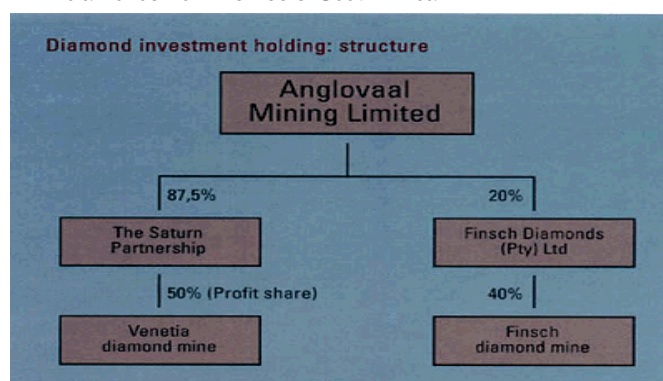 Diamond investment holding: structure
Anglovaal
Mining Limited
87,5%
20%
The Saturn
Partnership
Finsch Diamonds
(Pty) Ltd
50% (Profit share)
40%
Venetia
diamond mine
Finsch
diamond mine